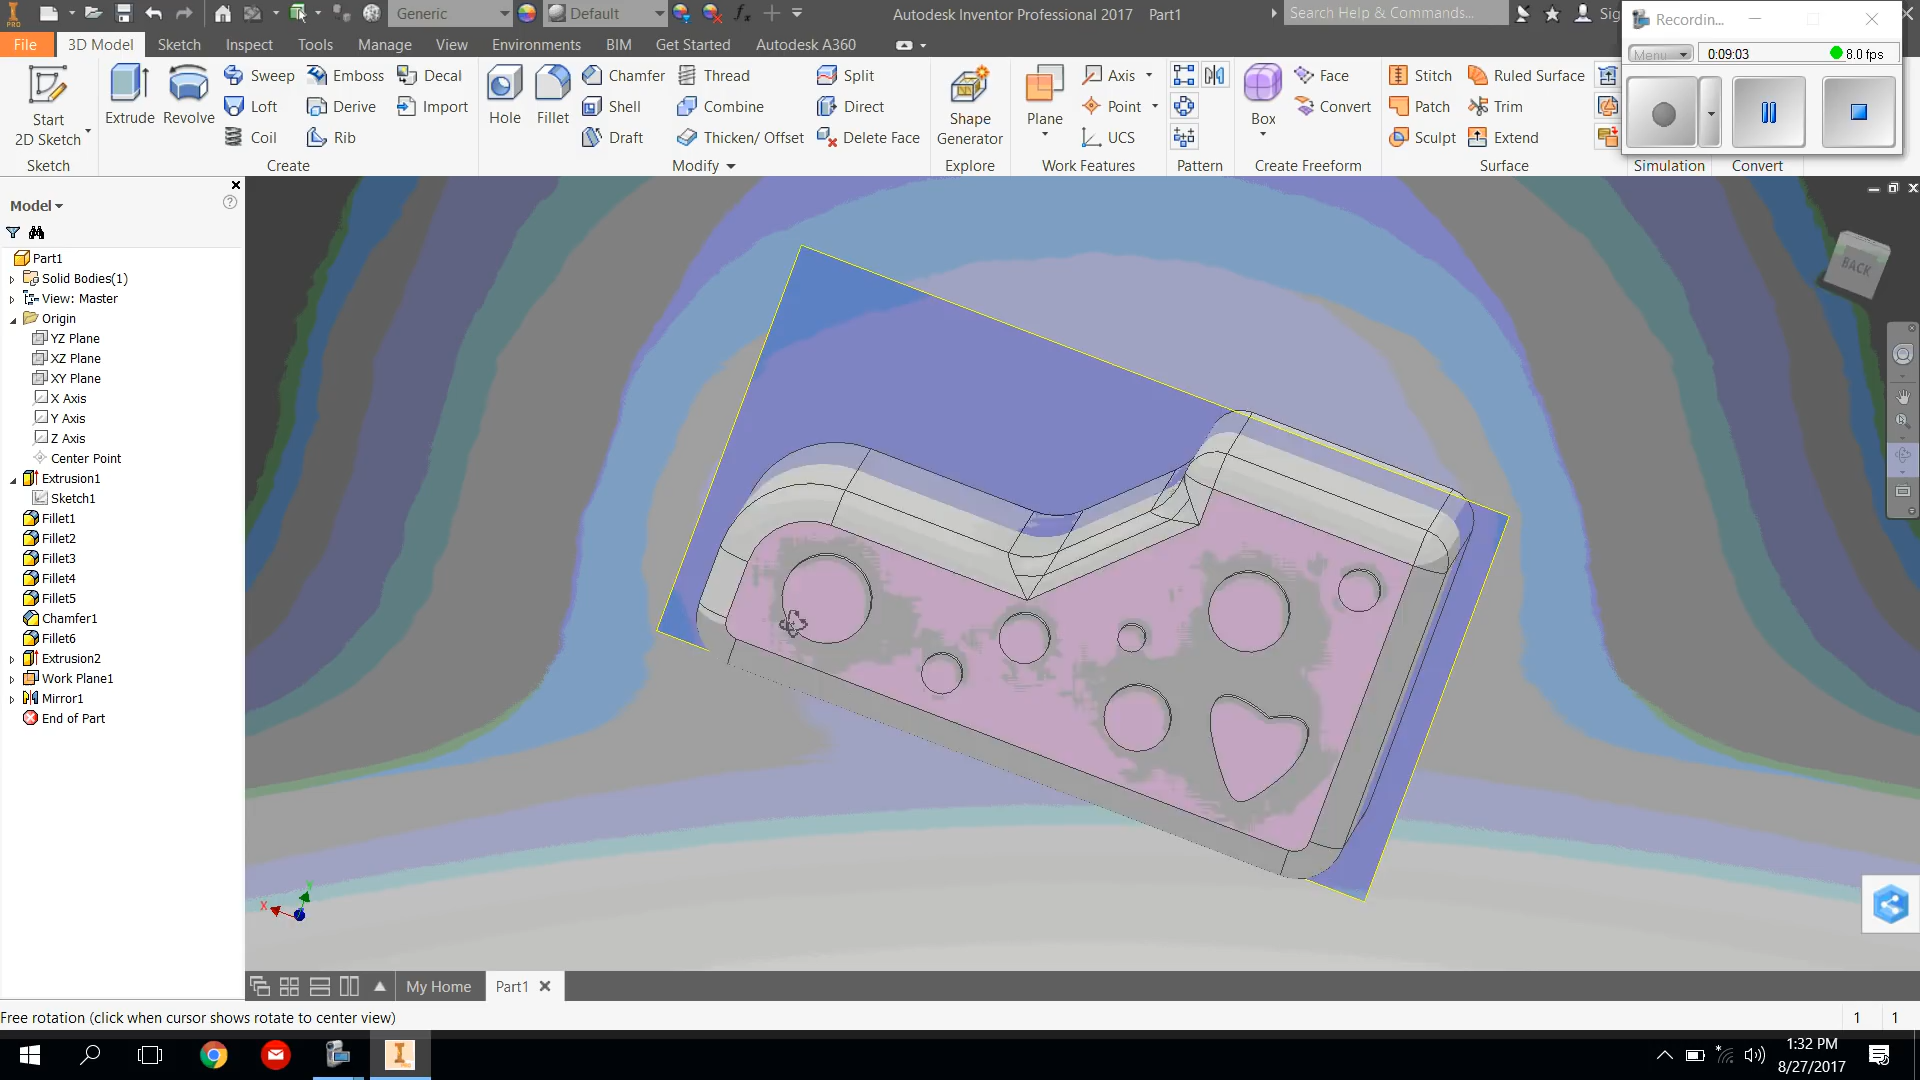 PRO
Generic
Default
fx
Autodesk Inventor Professional 2017 Part1
Search Help & Commands...
Recordin...
File
3D Model
Sketch
Inspect
Tools
Manage
View
Environments
BIM
Get Started
Autodesk A360
Menu
0:09:03
8.0 fps
Start
2D Sketch
Extrude
Revolve
Sweep
Loft
Coil
Emboss
Derive
Rib
Decal
Import
Hole
Fillet
Chamfer
Shell
Draft
Thread
Combine
Thicken/ Offset
Split
Direct
Delete Face
Shape
Generator
Plane
Axis
Point
UCS
Box
Face
Convert
Stitch
Patch
Sculpt
Ruled Surface
Trim
Extend
Sketch
Create
Modify
Explore
Work Features
Pattern
Create Freeform
Surface
Simulation
Convert
Model
Part1
Solid Bodies(1)
View: Master
Origin
YZ Plane
XZ Plane
XY Plane
X Axis
Y Axis
Z Axis
Center Point
Extrusion1
Sketch1
Fillet1
Fillet2
Fillet3
Fillet4
Fillet5
Chamfer1
Fillet6
Extrusion2
Work Plane1
Mirror1
End of Part
BACK
X
Y
My Home
Part1
Free rotation (click when cursor shows rotate to center view)
1
1
1:32 PM
8/27/2017